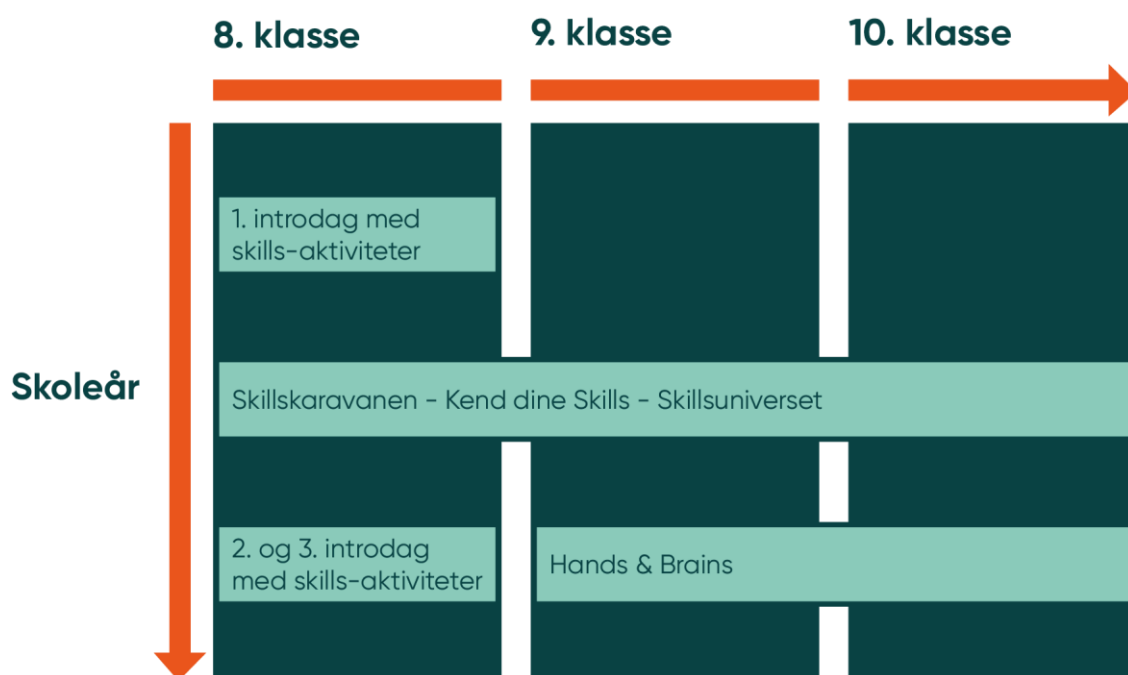 8. klasse
9. klasse
10. klasse
1. introdag med
skills-aktiviteter
Skoleår
Skillskaravanen - Kend dine Skills - Skillsuniverset
2. og 3. introdag
med skills-aktiviteter
Hands & Brains